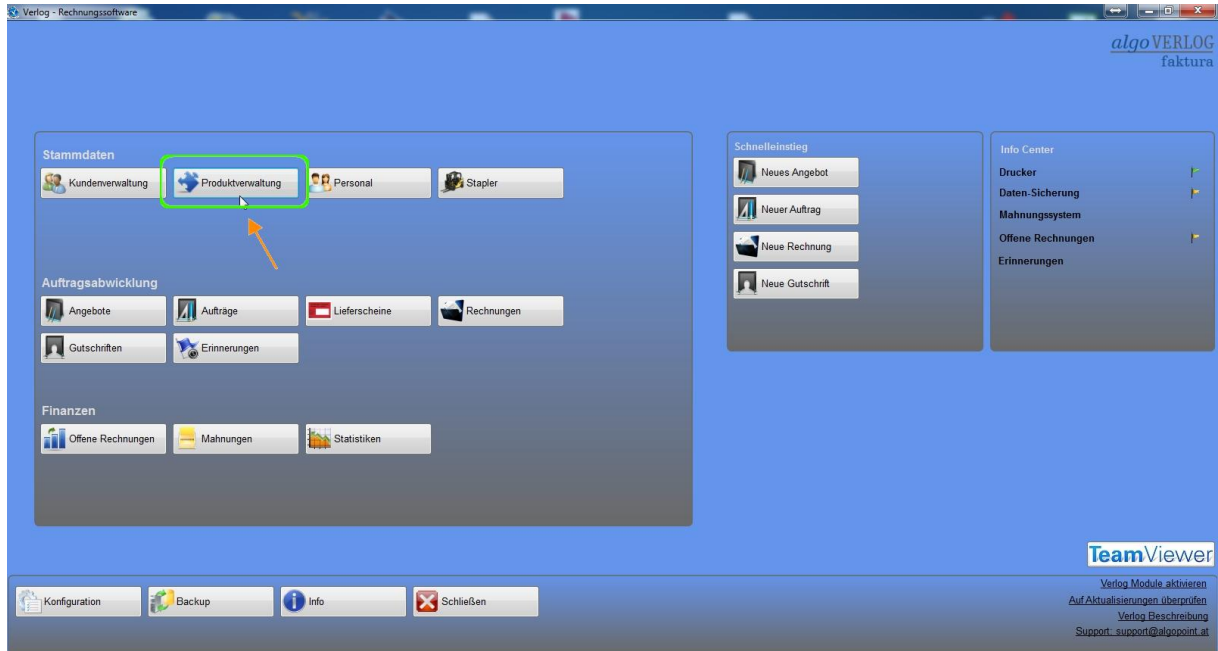 Verlog - Rechnungssoftware
algoVERLOG
faktura
Stammdaten
Kundenverwaltung
Produktverwaltung
Personal
Stapler
Auftragsabwicklung
Angebote
Aufträge
Lieferscheine
Rechnungen
Gutschriften
Erinnerungen
Finanzen
Offene Rechnungen
Mahnungen
Statistiken
Schnelleinstieg
Neues Angebot
Neuer Auftrag
Neue Rechnung
Neue Gutschrift
Info Center
Drucker
Daten-Sicherung
Mahnungssystem
Offene Rechnungen
Erinnerungen
TeamViewer
Konfiguration
Backup
Info
Schließen
Verlog Module aktivieren
Auf Aktualisierungen überprüfen
Verlog Beschreibung
Support: support@algopoint.at